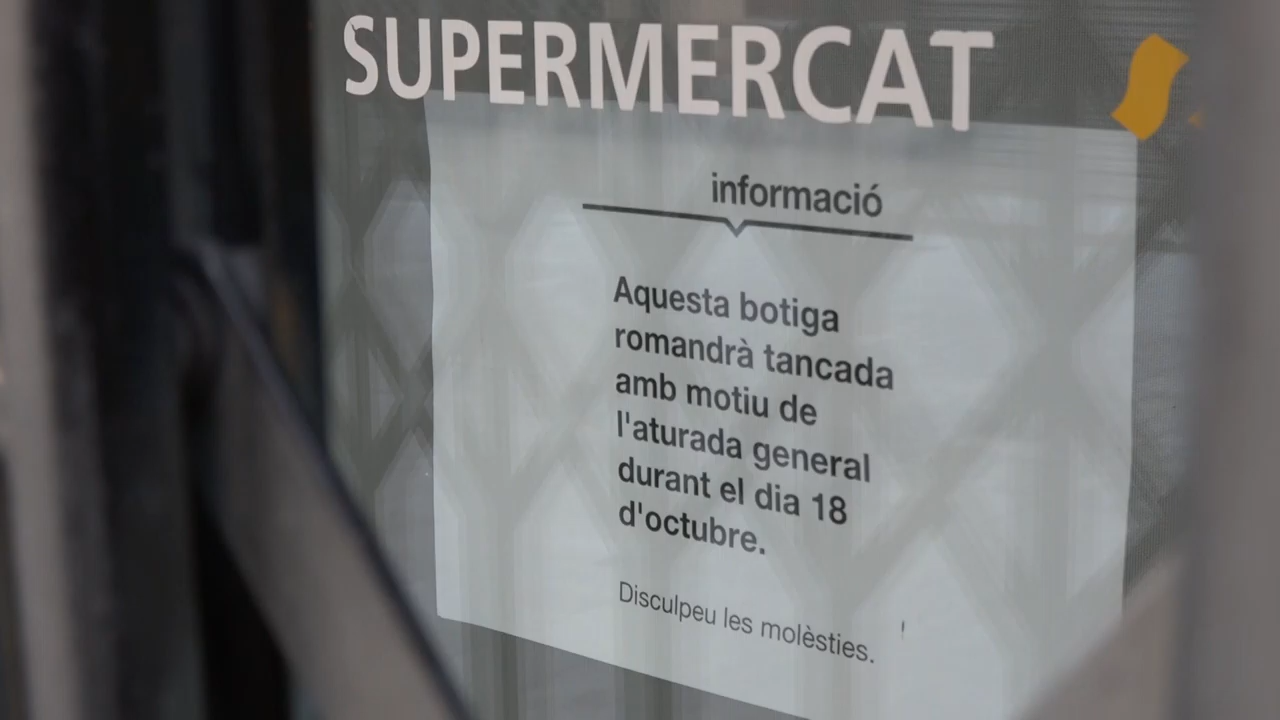 SUPERMERCAT
informació
Aquesta botiga
romandrà tancada
amb motiu de
l'aturada general
durant el dia 18
d'octubre.
Disculpeu les molèsties.